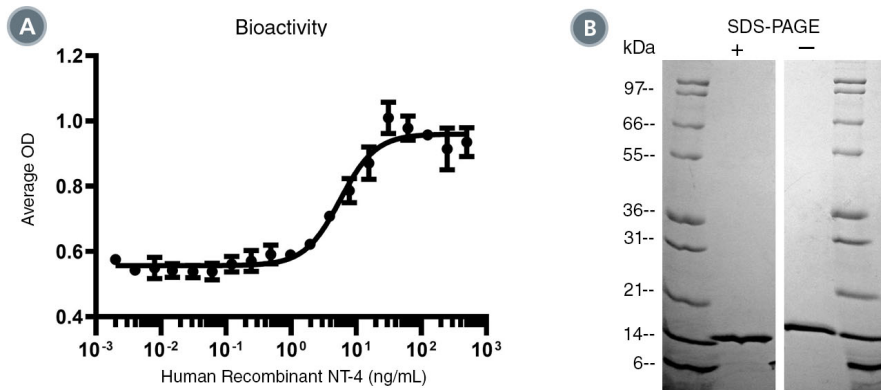 A
Bioactivity
Average OD
1.2
1.0
0.8
0.6
0.4
10-3 10-2 10-1 100 101 102 103
Human Recombinant NT-4 (ng/mL)
B
SDS-PAGE
kDa + −
97--
66--
55--
36--
31--
21--
14--
6--